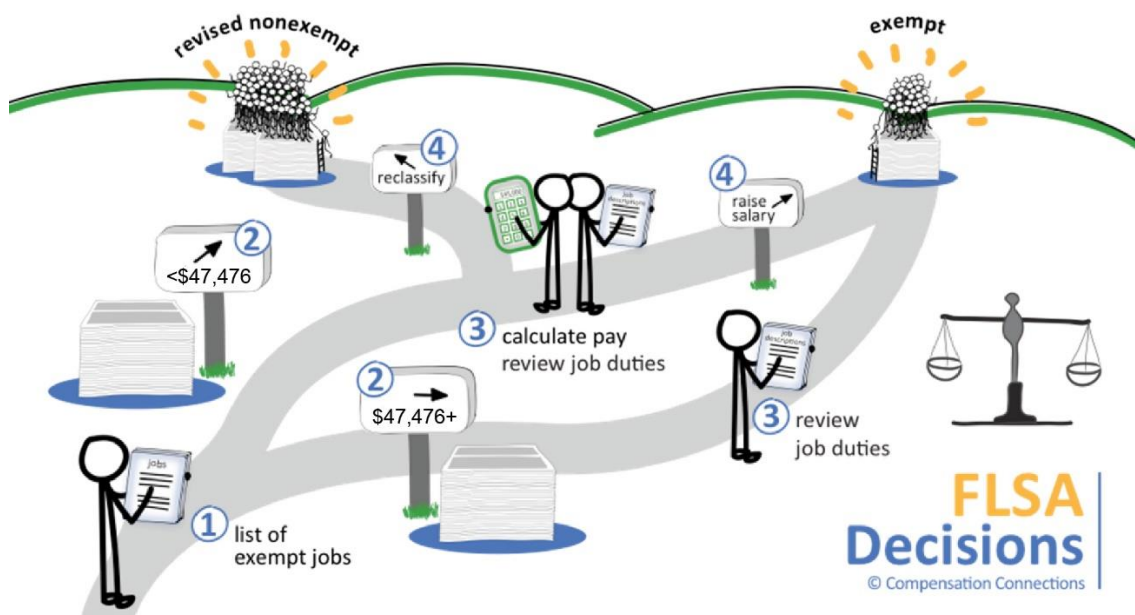 revised nonexempt
exempt
4
reclassify
4
raise
salary
job
descriptions
2
<$47,476
3
calculate pay
review job duties
2
$47,476+
job
descriptions
3
review
job duties
jobs
1
list of
exempt jobs
FLSA
Decisions
© Compensation Connections